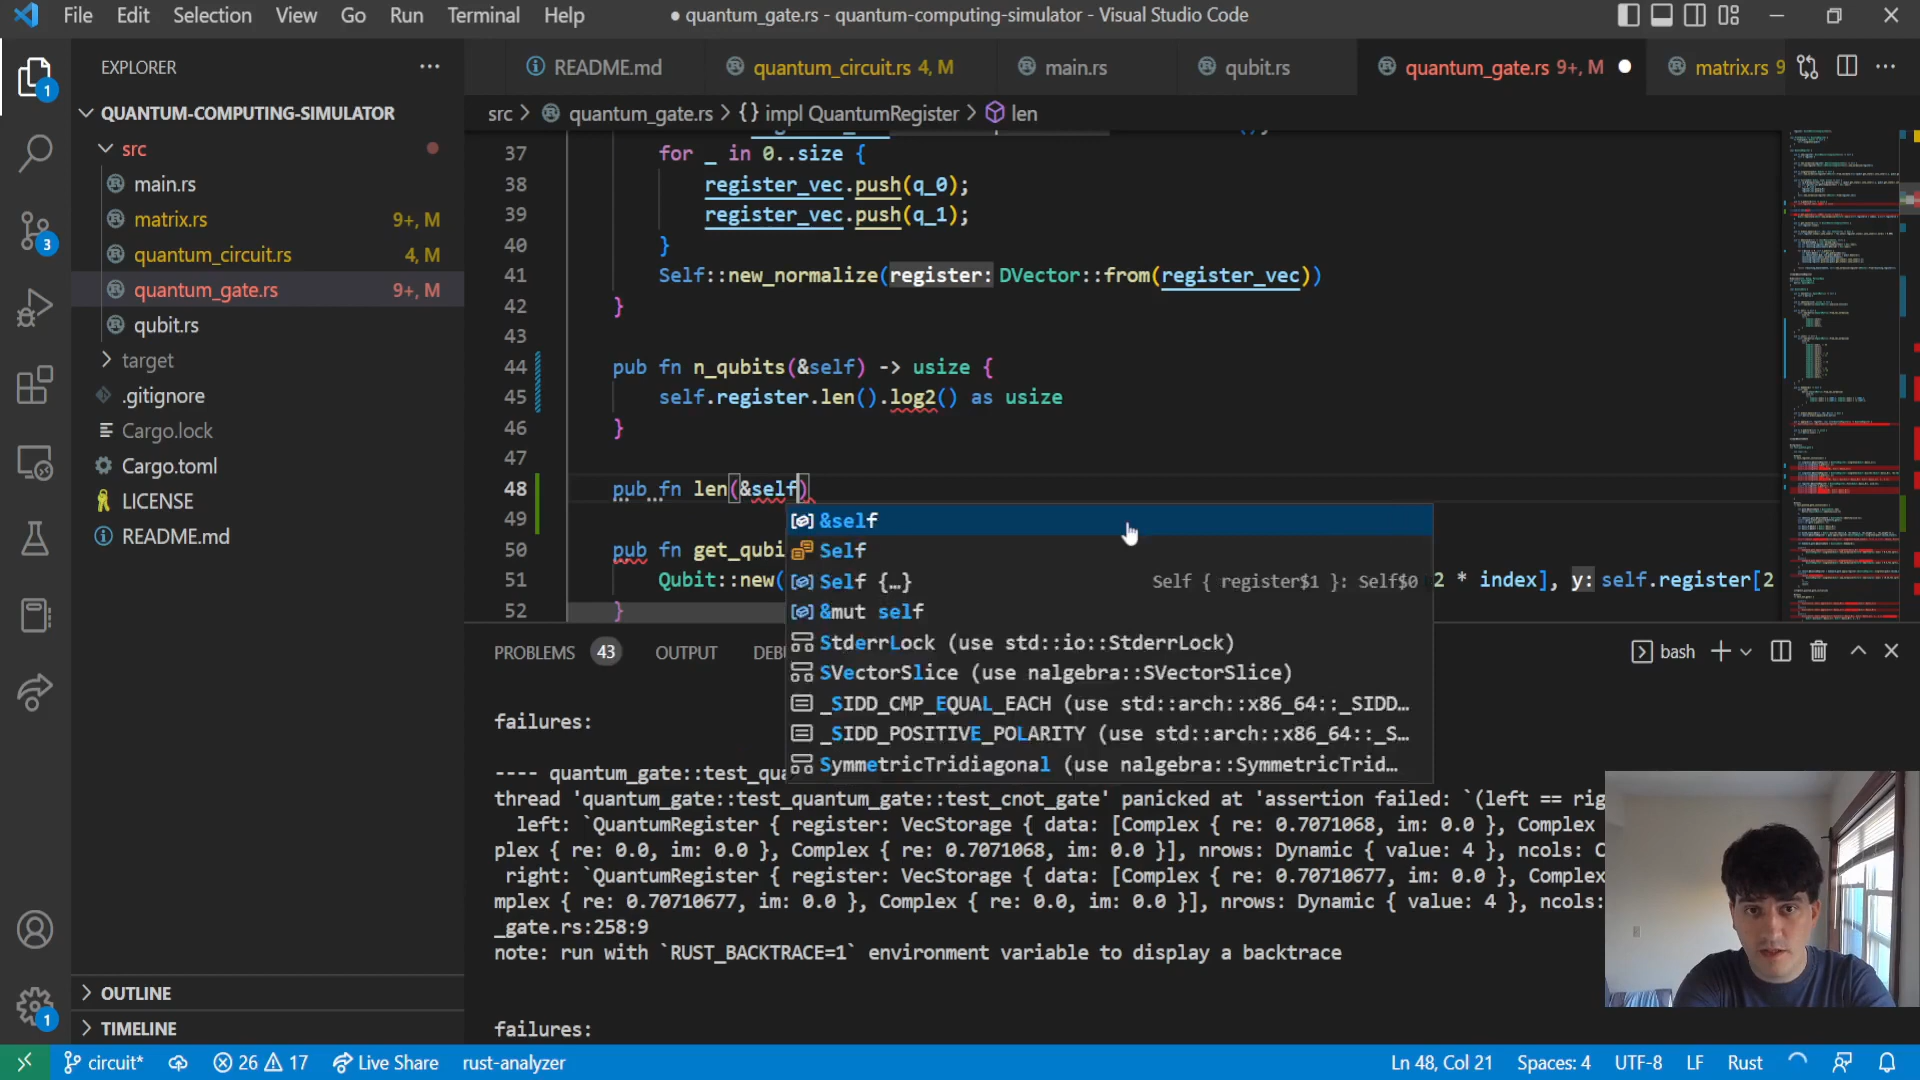 File Edit Selection View Go Run Terminal Help
● quantum_gate.rs - quantum-computing-simulator - Visual Studio Code
EXPLORER
README.md
quantum_circuit.rs 4, M
main.rs
qubit.rs
quantum_gate.rs 9+, M
matrix.rs 9
QUANTUM-COMPUTING-SIMULATOR
src
main.rs
matrix.rs 9+, M
quantum_circuit.rs 4, M
quantum_gate.rs 9+, M
qubit.rs
target
.gitignore
Cargo.lock
Cargo.toml
LICENSE
README.md
OUTLINE
TIMELINE
1
3
1
src > quantum_gate.rs > {} impl QuantumRegister > len
37 for _ in 0..size {
38 register_vec.push(q_0);
39 register_vec.push(q_1);
40 }
41 Self::new_normalize(register: DVector::from(register_vec))
42 }
43
44 pub fn n_qubits(&self) -> usize {
45 self.register.len().log2() as usize
46 }
47
48 pub fn len(&self)
49
50 pub fn get_qubi
51 Qubit::new( 2 * index], y: self.register[2
52 }
&self
Self
Self {…} Self { register$1 }: Self$0
&mut self
StderrLock (use std::io::StderrLock)
SVectorSlice (use nalgebra::SVectorSlice)
_SIDD_CMP_EQUAL_EACH (use std::arch::x86_64::_SIDD…
_SIDD_POSITIVE_POLARITY (use std::arch::x86_64::_S…
SymmetricTridiagonal (use nalgebra::SymmetricTrid…
PROBLEMS 43 OUTPUT DEBU
bash
failures:
---- quantum_gate::test_qua
thread 'quantum_gate::test_quantum_gate::test_cnot_gate' panicked at 'assertion failed: `(left == rig
left: `QuantumRegister { register: VecStorage { data: [Complex { re: 0.7071068, im: 0.0 }, Complex
plex { re: 0.0, im: 0.0 }, Complex { re: 0.7071068, im: 0.0 }], nrows: Dynamic { value: 4 }, ncols: C
right: `QuantumRegister { register: VecStorage { data: [Complex { re: 0.70710677, im: 0.0 }, Complex
mplex { re: 0.70710677, im: 0.0 }, Complex { re: 0.0, im: 0.0 }], nrows: Dynamic { value: 4 }, ncols:
_gate.rs:258:9
note: run with `RUST_BACKTRACE=1` environment variable to display a backtrace
failures:
circuit* 26 17 Live Share rust-analyzer
Ln 48, Col 21 Spaces: 4 UTF-8 LF Rust